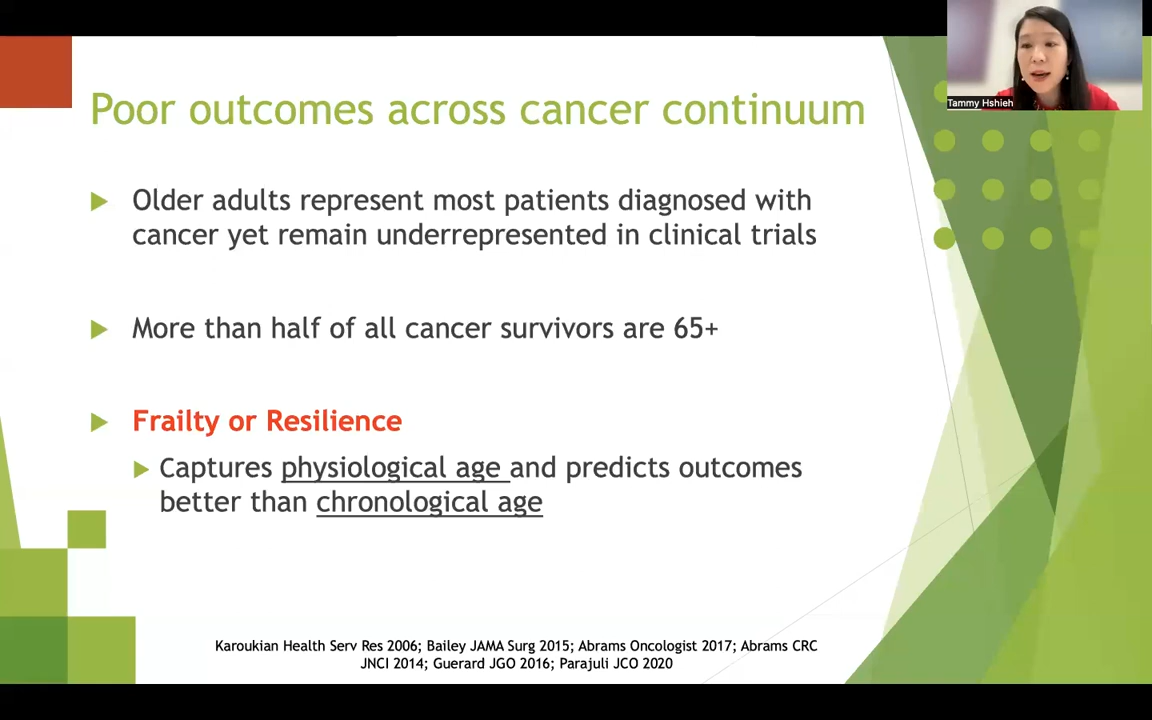 Tammy Hshieh
Poor outcomes across cancer continuum
Older adults represent most patients diagnosed with
cancer yet remain underrepresented in clinical trials
More than half of all cancer survivors are 65+
Frailty or Resilience
Captures physiological age and predicts outcomes
better than chronological age
Karoukian Health Serv Res 2006; Bailey JAMA Surg 2015; Abrams Oncologist 2017; Abrams CRC
JNCI 2014; Guerard JGO 2016; Parajuli JCO 2020